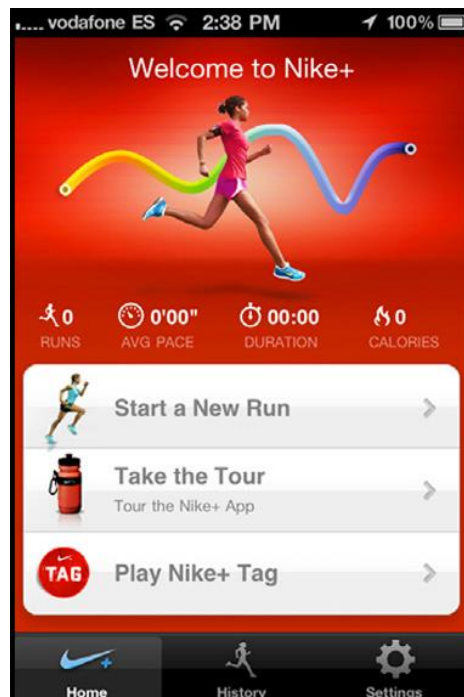 vodafone ES 2:38 PM 100%
Welcome to Nike+
0 0'00" 00:00 0
RUNS AVG PACE DURATION CALORIES
Start a New Run
Take the Tour
Tour the Nike+ App
TAG Play Nike+ Tag
Home History Settings